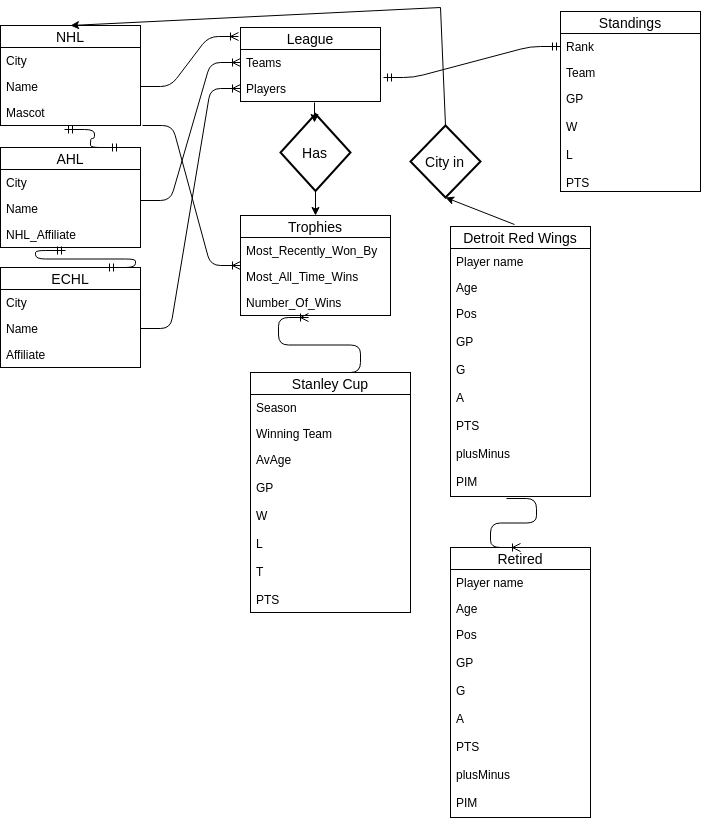 NHL
City
Name
Mascot
AHL
City
Name
NHL_Affiliate
ECHL
City
Name
Affiliate
League
Teams
Players
Has
Trophies
Most_Recently_Won_By
Most_All_Time_Wins
Number_Of_Wins
Stanley Cup
Season
Winning Team
AvAge
GP
W
L
T
PTS
City in
Standings
Rank
Team
GP
W
L
PTS
Detroit Red Wings
Player name
Age
Pos
GP
G
A
PTS
plusMinus
PIM
Retired
Player name
Age
Pos
GP
G
A
PTS
plusMinus
PIM